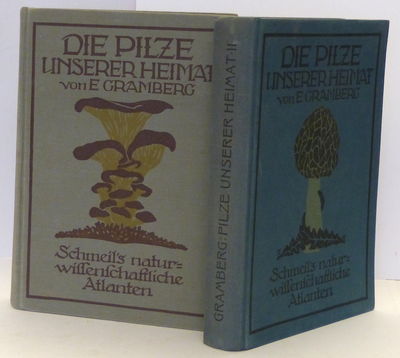 DIE PILZE
UNSERER HEIMAT
von E GRAMBERG
Schmeil's natur=
wissenschaftliche
Atlanten
GRAMBERG: PILZE UNSERER HEIMAT·II
DIE PILZE
UNSERER HEIMAT
von E GRAMBERG
Schmeil's natur=
wissenschaftliche
Atlanten